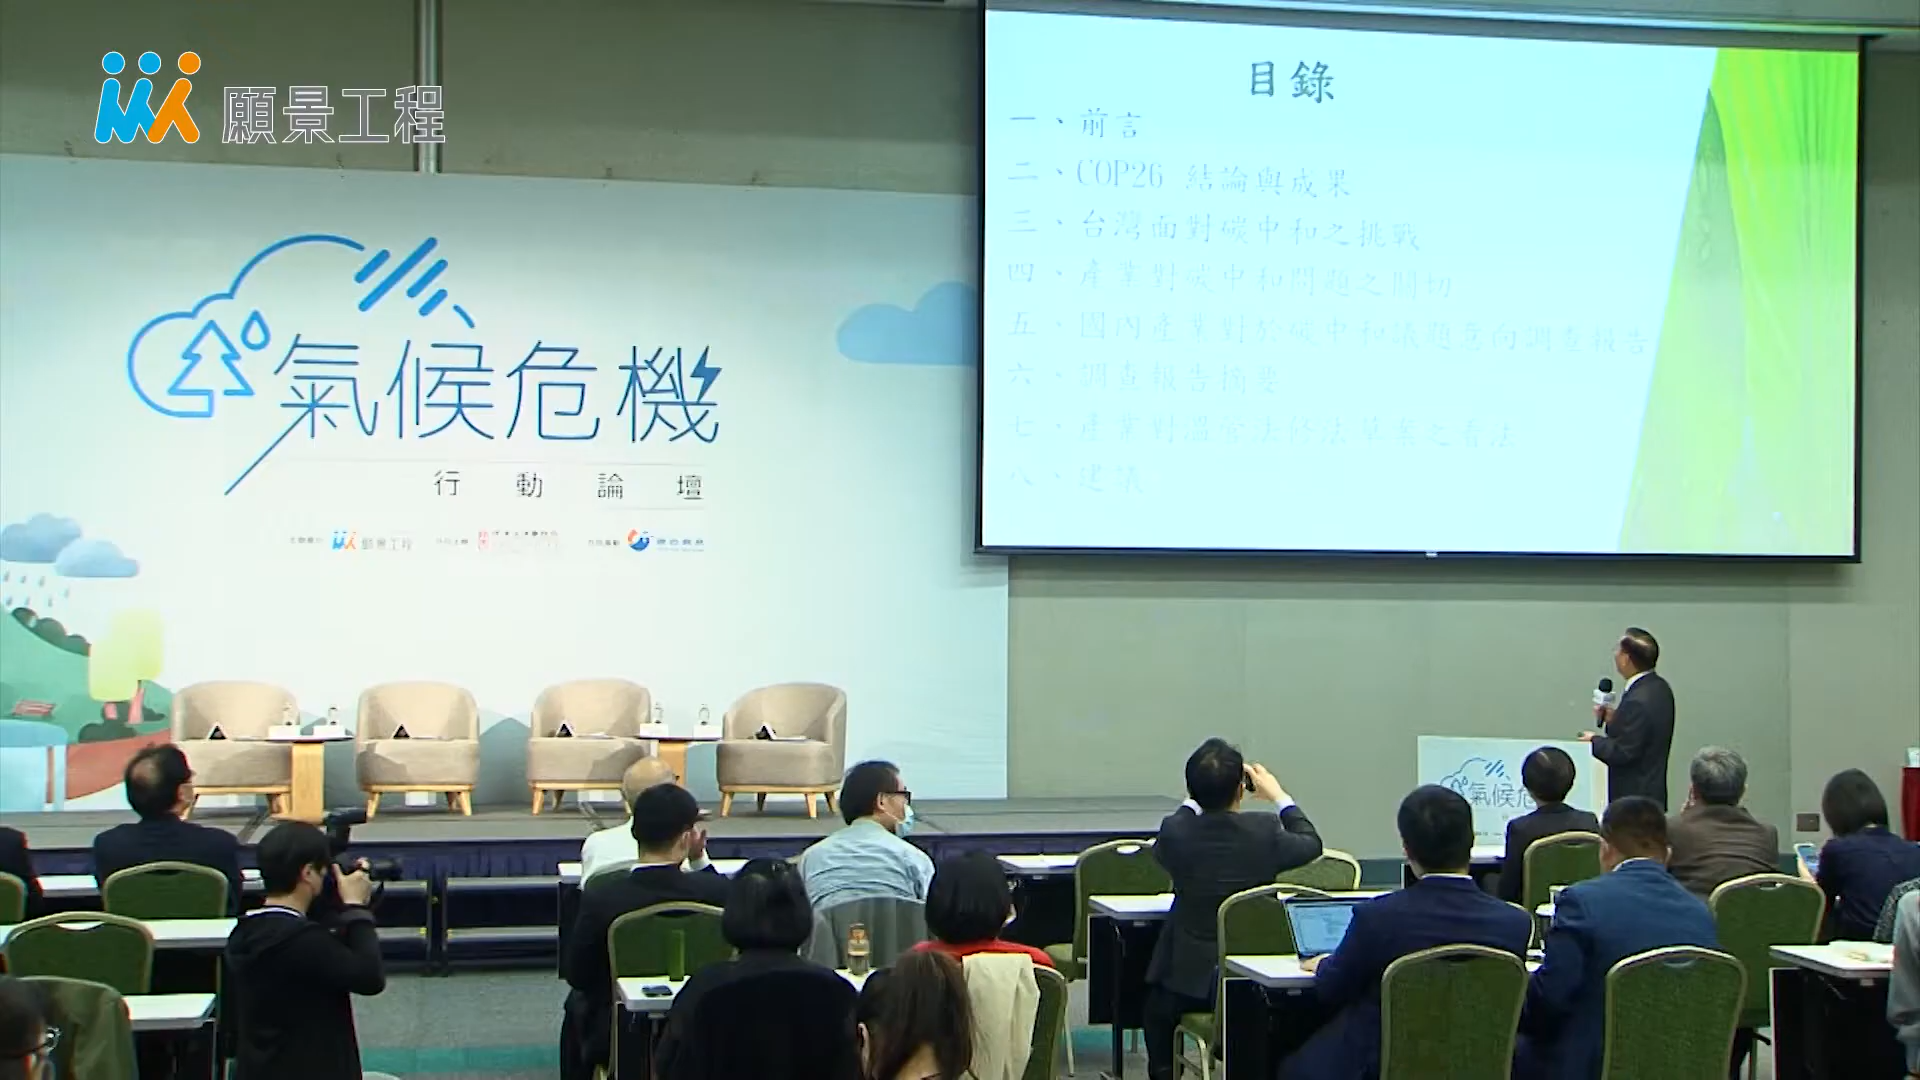 願景工程
目錄
一、前言
二、COP26 結論與成果
三、台灣面對碳中和之挑戰
四、產業對碳中和問題之關切
五、國內產業對於碳中和議題意向調查報告
六、調查報告摘要
七、產業對溫管法修法草案之看法
八、建議
氣候危機
行動論壇
願景工程
氣候危